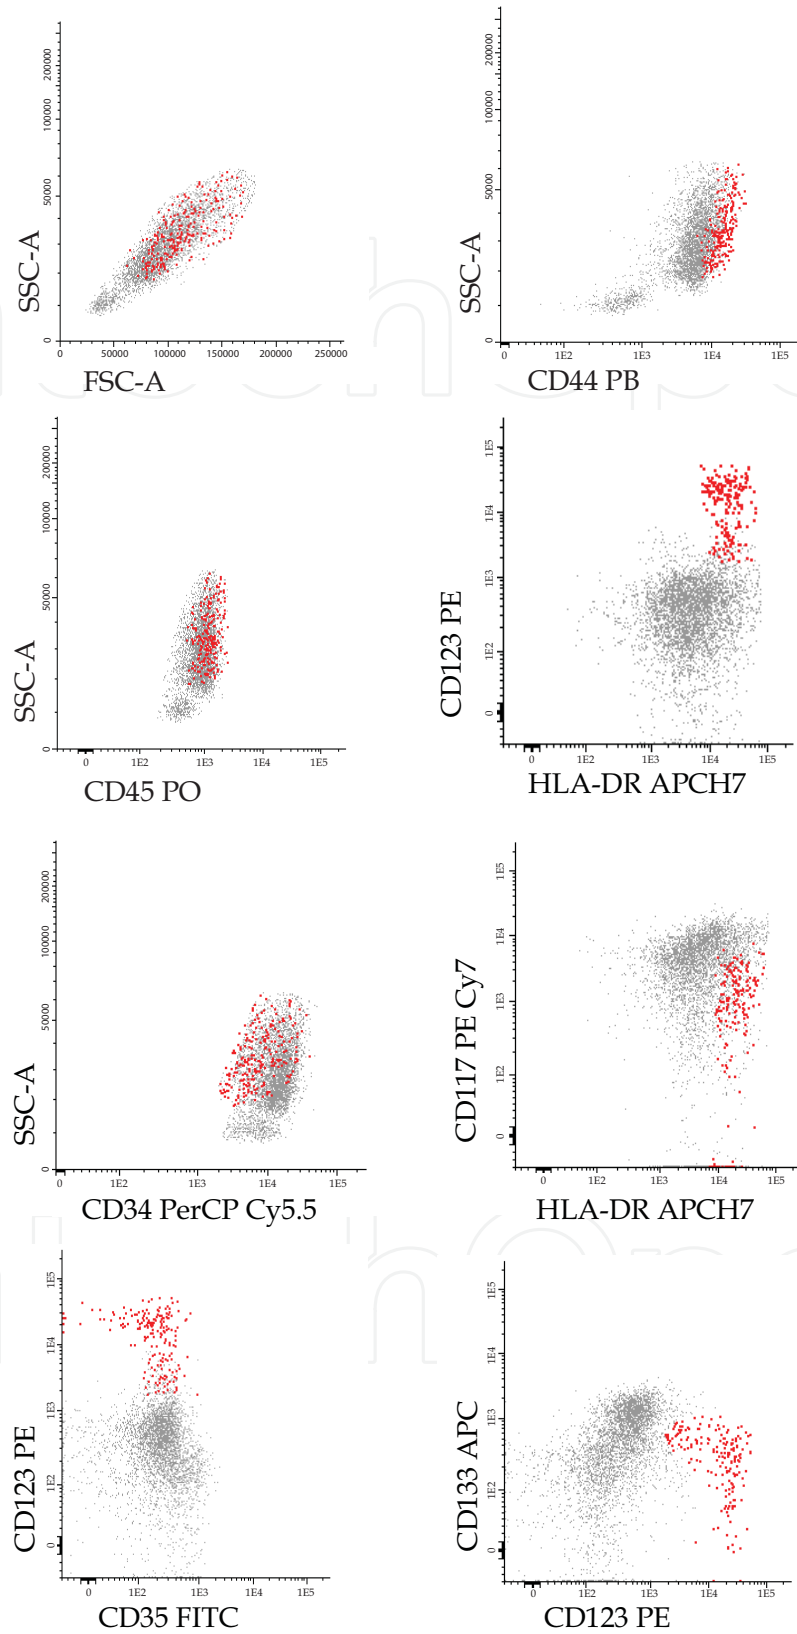 200000
100000
50000
0
SSC-A
0 50000 100000 150000 200000 250000
FSC-A
200000
100000
50000
0
SSC-A
0 1E2 1E3 1E4 1E5
CD44 PB
200000
100000
50000
0
SSC-A
0 1E2 1E3 1E4 1E5
CD45 PO
1E5
1E4
1E3
1E2
0
CD123 PE
0 1E2 1E3 1E4 1E5
HLA-DR APCH7
200000
100000
50000
0
SSC-A
0 1E2 1E3 1E4 1E5
CD34 PerCP Cy5.5
1E5
1E4
1E3
1E2
0
CD117 PE Cy7
0 1E2 1E3 1E4 1E5
HLA-DR APCH7
1E5
1E4
1E3
1E2
0
CD123 PE
0 1E2 1E3 1E4 1E5
CD35 FITC
1E5
1E4
1E3
1E2
0
CD133 APC
0 1E2 1E3 1E4 1E5
CD123 PE